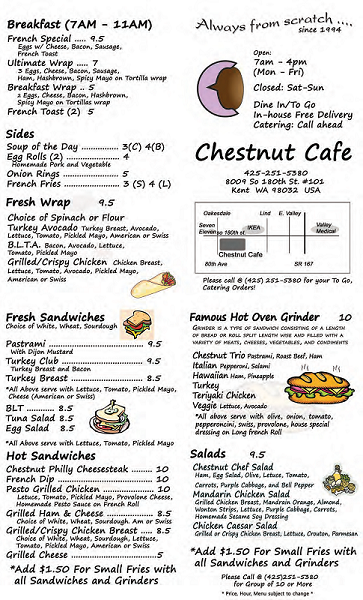 Breakfast (7AM - 11AM)
French Special ..... 9.5
Eggs w/ Cheese, Bacon, Sausage,
French Toast
Ultimate Wrap ..... 7
3 Eggs, Cheese, Bacon, Sausage,
Ham, Hashbrown, Spicy Mayo on Tortilla wrap
Breakfast Wrap .. 5
2 Eggs, Cheese, Bacon, Hashbrown,
Spicy Mayo on Tortillas wrap
French Toast (2) 5
Sides
Soup of the Day ................. 3(C) 4(B)
Egg Rolls (2) ..................... 4
Homemade Pork and Vegetable
Onion Rings ...................... 5
French Fries ..................... 3 (S) 4 (L)
Fresh Wrap 9.5
Choice of Spinach or Flour
Turkey Avocado Turkey Breast, Avocado,
Lettuce, Tomato, Pickled Mayo, American or Swiss
B.L.T.A. Bacon, Avocado, Lettuce,
Tomato, Pickled Mayo
Grilled/Crispy Chicken Chicken Breast,
Lettuce, Tomato, Avocado, Pickled Mayo,
American or Swiss
Fresh Sandwiches
Choice of White, Wheat, Sourdough
Pastrami ........................... 9.5
With Dijon Mustard
Turkey Club ...................... 9.5
Turkey Breast and Bacon
Turkey Breast .................... 8.5
*All Above serve with Lettuce, Tomato, Pickled Mayo,
Cheese (American or Swiss)
BLT .......... 8.5
Tuna Salad 8.5
Egg Salad 8.5
*All Above serve with Lettuce, Tomato, Pickled Mayo
Hot Sandwiches
Chestnut Philly Cheesesteak ......... 10
French Dip ........................... 10
Pesto Grilled Chicken ............... 10
Lettuce, Tomato, Pickled Mayo, Provolone Cheese,
Homemade Pesto Sauce on French Roll
Grilled Ham & Cheese ............ 8.5
Choice of White, Wheat, Sourdough. Am or Swiss
Grilled/Crispy Chicken Breast .... 8.5
Choice of White, Wheat, Sourdough, Lettuce,
Tomato, Pickled Mayo, American or Swiss
Grilled Cheese .....................5
*Add $1.50 For Small Fries with
all Sandwiches and Grinders
Always from scratch ....
since 1994
Open:
7am - 4pm
(Mon - Fri)
Closed: Sat-Sun
Dine In/To Go
In-house Free Delivery
Catering: Call ahead
Chestnut Cafe
425-251-5380
8009 So 180th St. #101
Kent WA 98032 USA
Oakesdale Lind E. Valley
Seven Eleven So 180th St. IKEA Valley Medical
Chestnut Cafe
80th Ave SR 167
Please call @ (425) 251-5380 for your To Go,
Catering Orders!
Famous Hot Oven Grinder 10
Grinder is a type of sandwich consisting of a length
of bread or roll split length wise and filled with a
variety of meats, cheeses, vegetables, and condiments
Chestnut Trio Pastrami, Roast Beef, Ham
Italian Pepperoni, Salami
Hawaiian Ham, Pineapple
Turkey
Teriyaki Chicken
Veggie Lettuce, Avocado
*All above serve with olive, onion, tomato,
pepperoncini, swiss, provolone, house special
dressing on Long french Roll
Salads 9.5
Chestnut Chef Salad
Ham, Egg Salad, Olive, Lettuce, Tomato,
Carrots, Purple Cabbage, and Bell Pepper
Mandarin Chicken Salad
Grilled Chicken Breast, Mandrain Orange, Almond,
Wonton Strips, Lettuce, Purple Cabbage, Carrots,
Homemade Sesame Soy Dressing
Chicken Caesar Salad
Grilled or Crispy Chicken Breast, Lettuce, Crouton, Parmesan
*Add $1.50 For Small Fries with
all Sandwiches and Grinders
Please Call @ (425)251-5380
for Group of 10 or More
* Price, Hour, Menu subject to change *